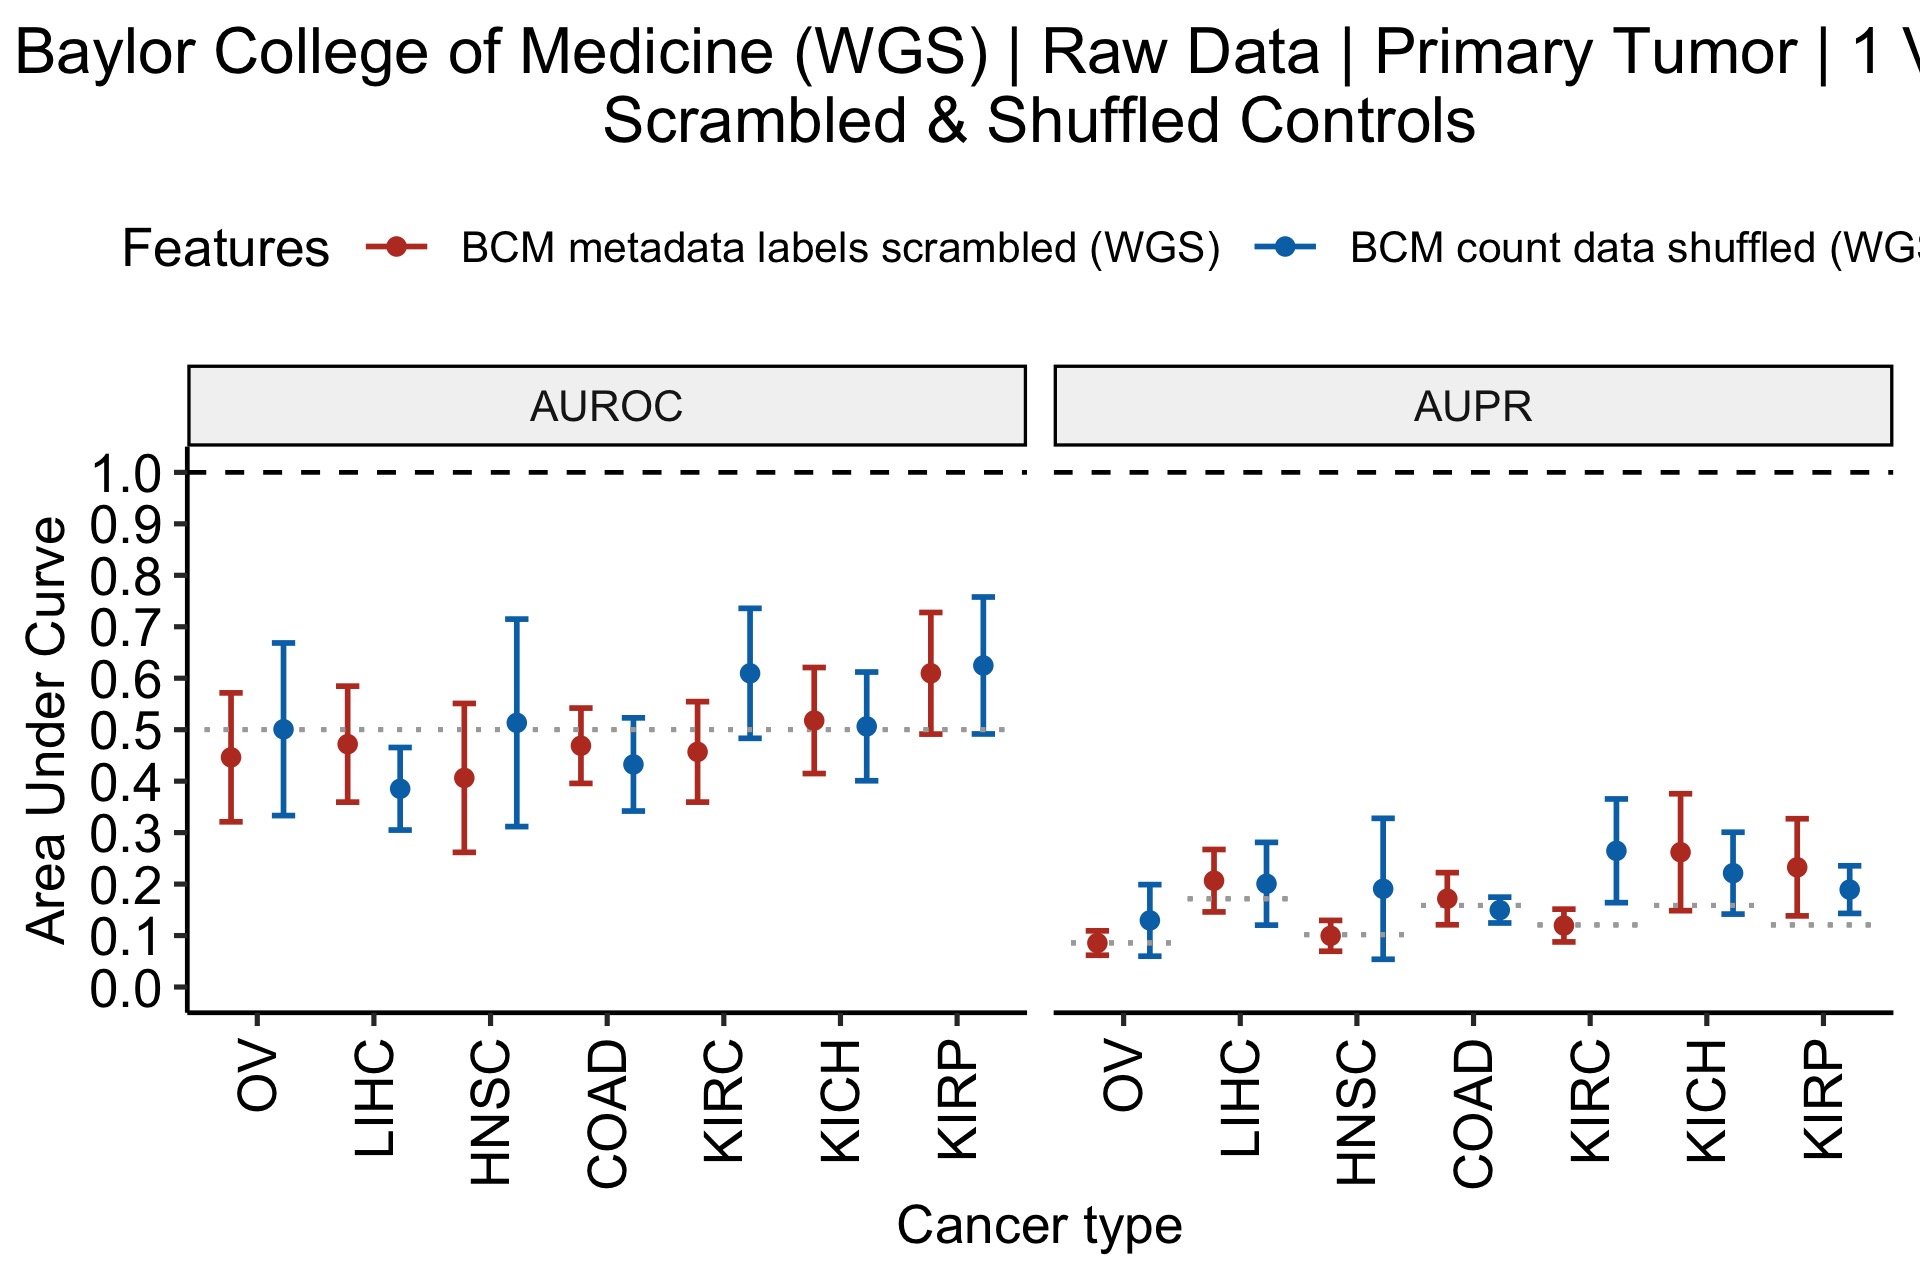 Baylor College of Medicine (WGS) | Raw Data | Primary Tumor | 1 V
Scrambled & Shuffled Controls
Features
BCM metadata labels scrambled (WGS)
BCM count data shuffled (WGS
AUROC
AUPR
Area Under Curve
1.0
0.9
0.8
0.7
0.6
0.5
0.4
0.3
0.2
0.1
0.0
OV
LIHC
HNSC
COAD
KIRC
KICH
KIRP
OV
LIHC
HNSC
COAD
KIRC
KICH
KIRP
Cancer type